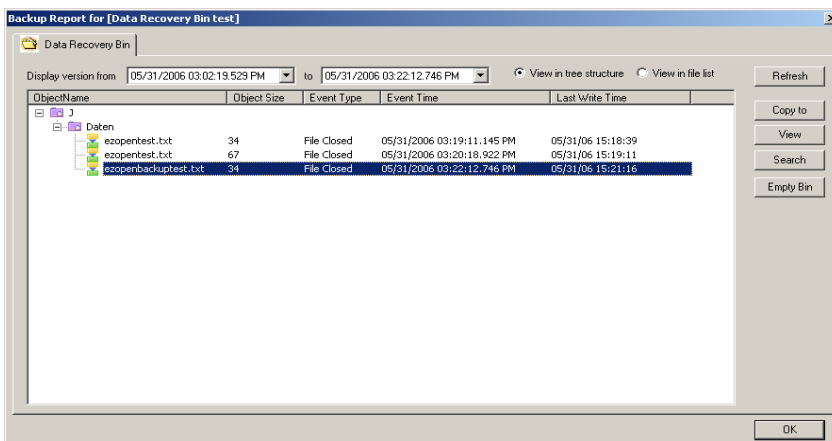 Backup Report for [Data Recovery Bin test]
Data Recovery Bin
Display version from 05/31/2006 03:02:19.529 PM to 05/31/2006 03:22:12.746 PM View in tree structure View in file list Refresh
ObjectName Object Size Event Type Event Time Last Write Time
J
Copy to
Daten
View
ezopentest.txt 34 File Closed 05/31/2006 03:19:11.145 PM 05/31/06 15:18:39
ezopentest.txt 67 File Closed 05/31/2006 03:20:18.922 PM 05/31/06 15:19:11
Search
ezopenbackuptest.txt 34 File Closed 05/31/2006 03:22:12.746 PM 05/31/06 15:21:16
Empty Bin
OK